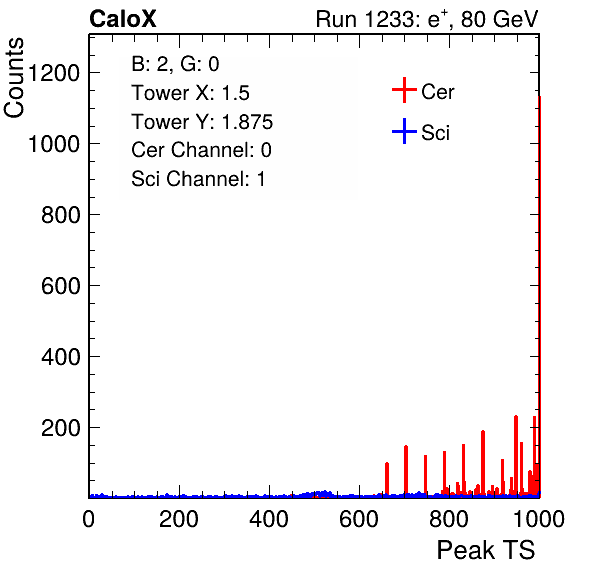 CaloX
Run 1233: e+, 80 GeV
Counts
B: 2, G: 0
Tower X: 1.5
Tower Y: 1.875
Cer Channel: 0
Sci Channel: 1
Cer
Sci
1200
1000
800
600
400
200
0 200 400 600 800 1000
Peak TS